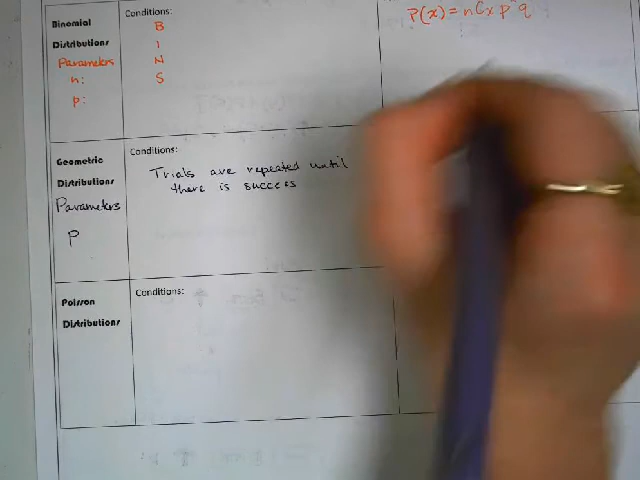 Binomial
Distributions
Parameters
n:
p:
Conditions:
B
I
N
S
P(x) = nCx p q
Geometric
Distributions
Parameters
P
Conditions:
Trials are repeated until
there is success
Poisson
Distributions
Conditions: